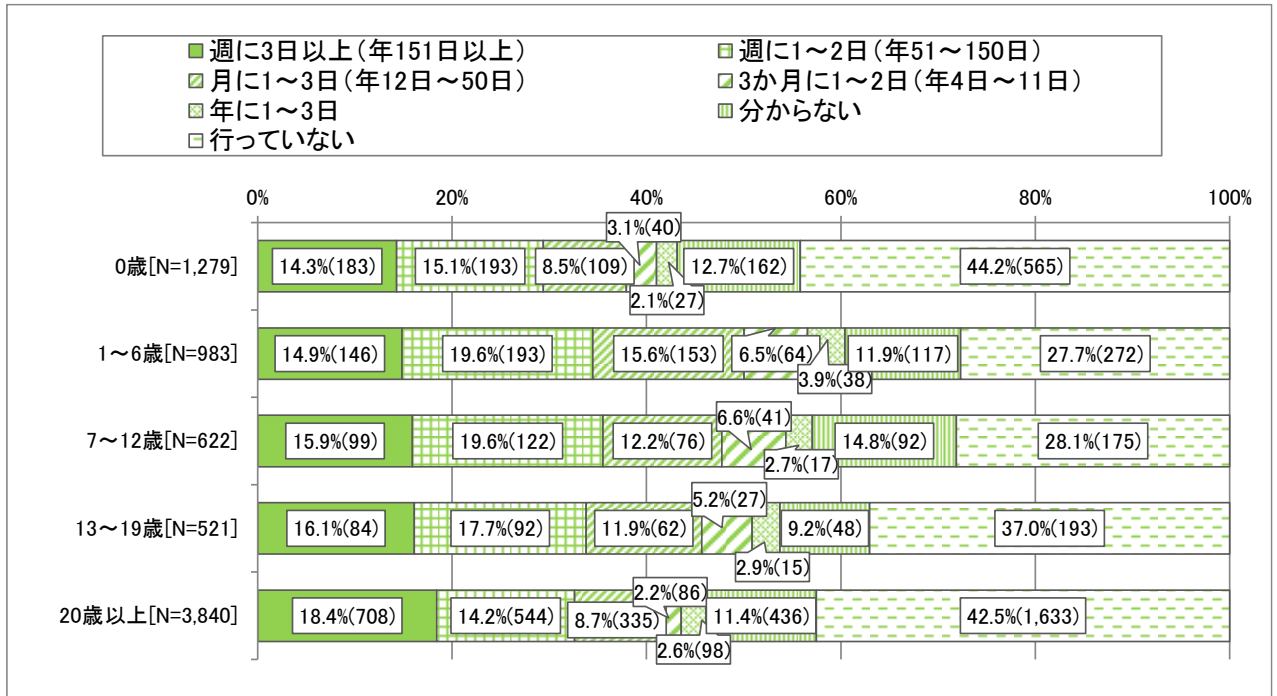 週に3日以上(年151日以上) 週に1～2日(年51～150日)
月に1～3日(年12日～50日) 3か月に1～2日(年4日～11日)
年に1～3日 分からない
行っていない
0% 20% 40% 60% 80% 100%
3.1%(40)
0歳[N=1,279] 14.3%(183) 15.1%(193) 8.5%(109) 12.7%(162) 44.2%(565)
2.1%(27)
1～6歳[N=983] 14.9%(146) 19.6%(193) 15.6%(153) 6.5%(64) 11.9%(117) 27.7%(272)
3.9%(38)
6.6%(41)
7～12歳[N=622] 15.9%(99) 19.6%(122) 12.2%(76) 14.8%(92) 28.1%(175)
2.7%(17)
5.2%(27)
13～19歳[N=521] 16.1%(84) 17.7%(92) 11.9%(62) 9.2%(48) 37.0%(193)
2.9%(15)
2.2%(86)
20歳以上[N=3,840] 18.4%(708) 14.2%(544) 8.7%(335) 11.4%(436) 42.5%(1,633)
2.6%(98)